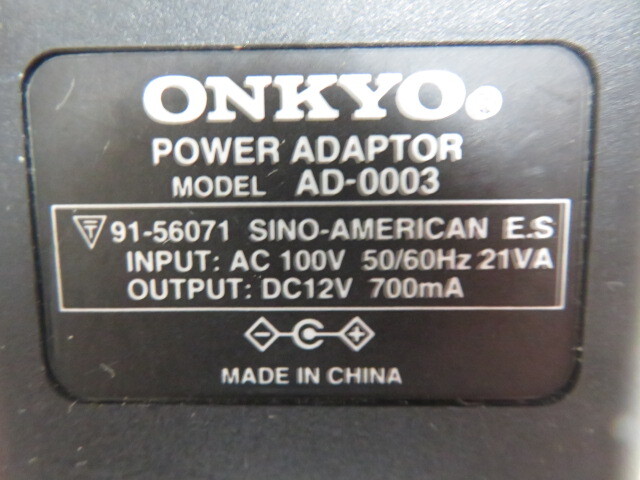 ONKYO®
POWER ADAPTOR
MODEL AD-0003
91-56071 SINO-AMERICAN E.S
INPUT: AC 100V 50/60Hz 21VA
OUTPUT: DC12V 700mA
MADE IN CHINA